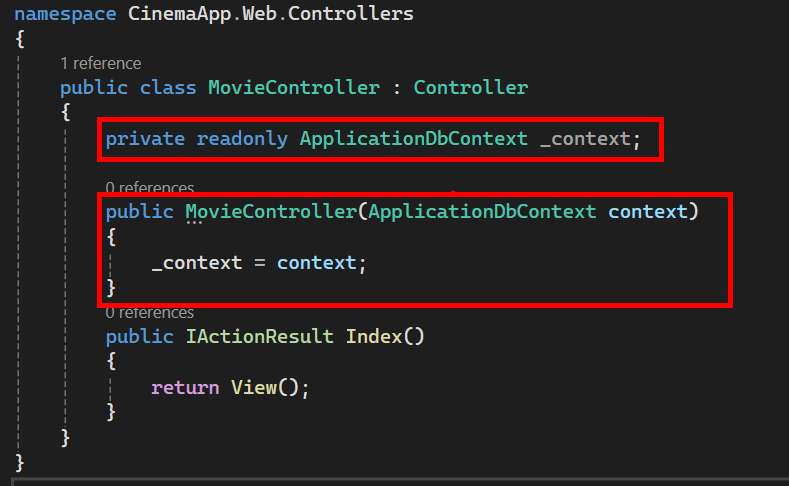 namespace CinemaApp.Web.Controllers
{
1 reference
public class MovieController : Controller
{
private readonly ApplicationDbContext _context;
0 references
public MovieController(ApplicationDbContext context)
{
_context = context;
}
0 references
public IActionResult Index()
{
return View();
}
}
}